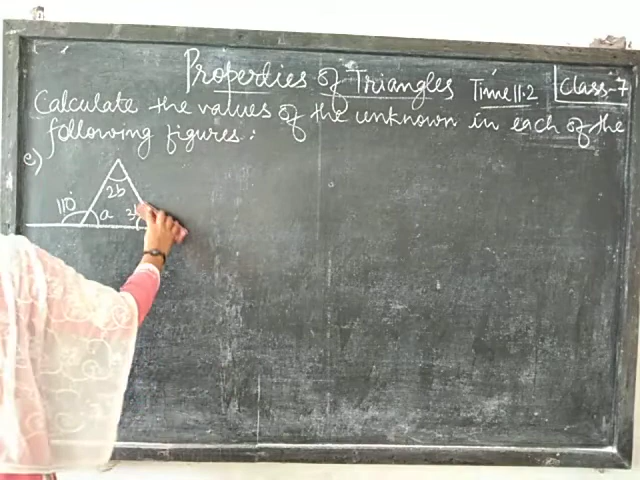 Properties of Triangles Time 11.2 Class-7
Calculate the values of the unknown in each of the
following figures:
e)
2b
110° a